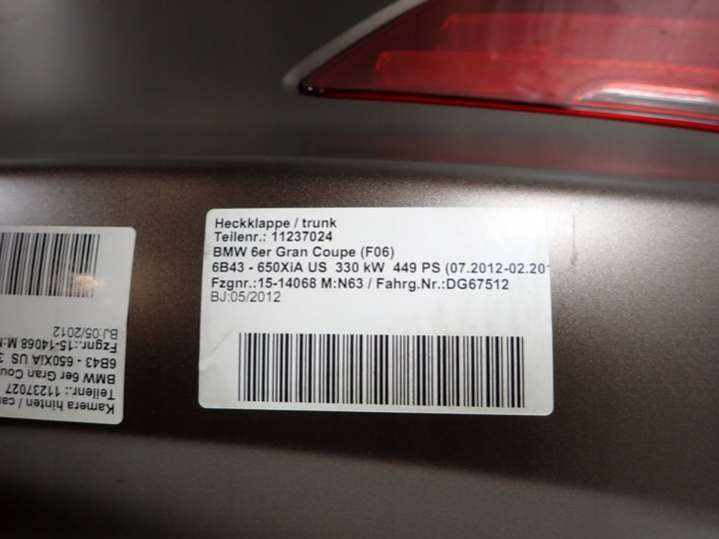 Heckklappe / trunk
Teilenr.: 11237024
BMW 6er Gran Coupe (F06)
6B43 - 650XiA US 330 kW 449 PS (07.2012-02.201
Fzgnr.:15-14068 M:N63 / Fahrg.Nr.:DG67512
BJ:05/2012
Kamera hinten / ca
Teilenr.: 11237027
BMW 6er Gran Cou
6B43 - 650XiA US 3
Fzgnr.:15-14068 M:N
BJ:05/2012